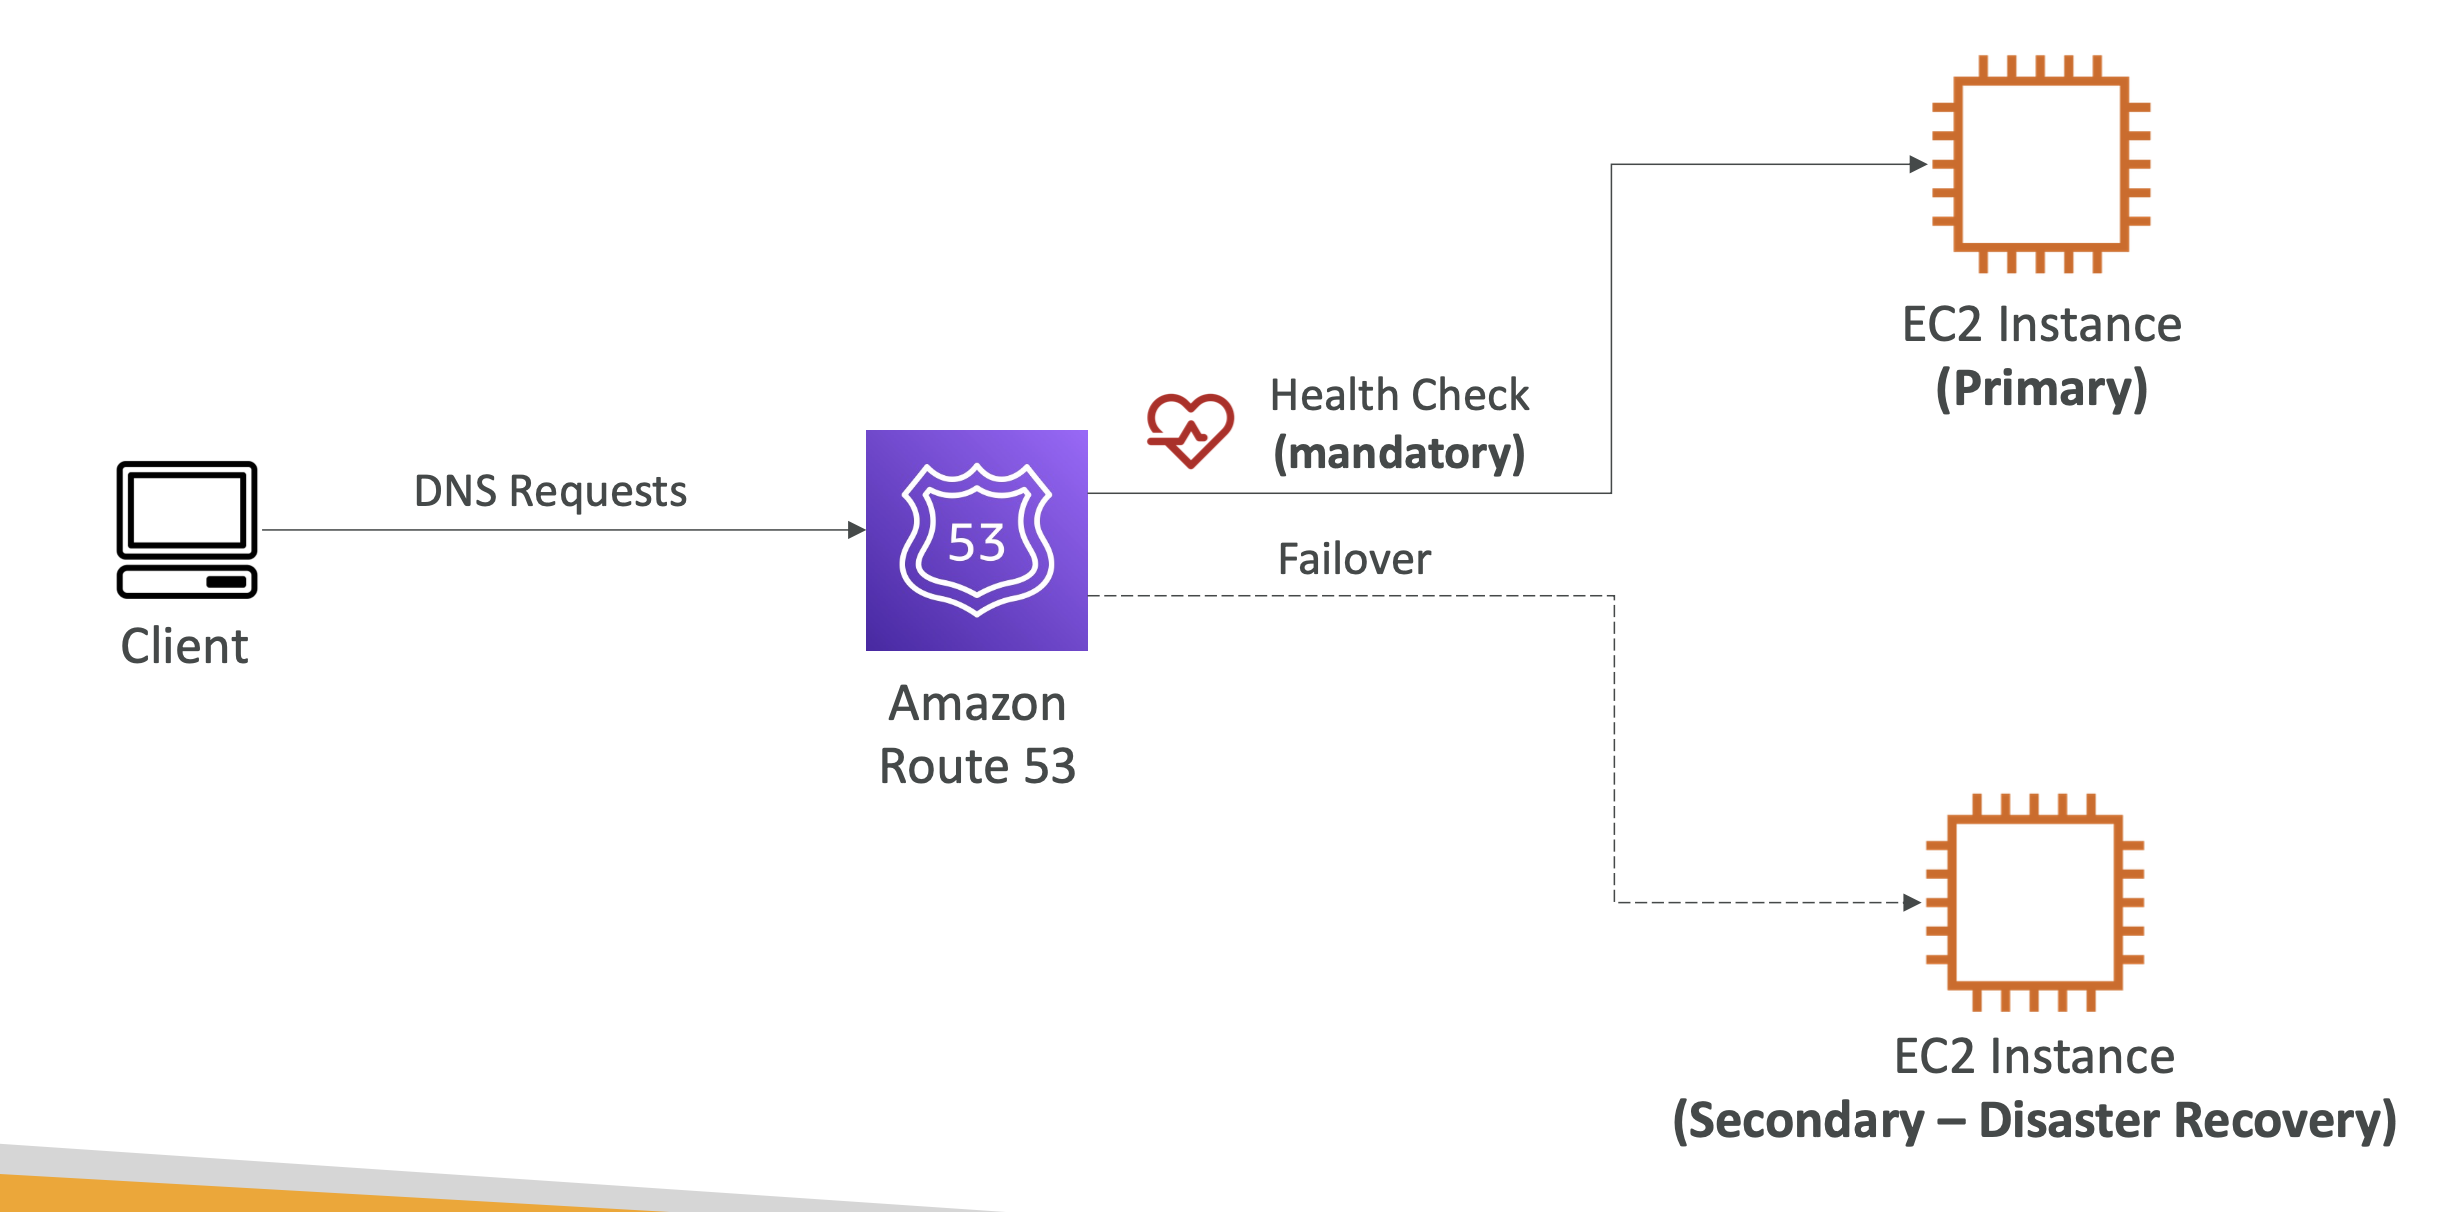 EC2 Instance
(Primary)
Health Check
(mandatory)
DNS Requests
53
Failover
Client
Amazon
Route 53
EC2 Instance
(Secondary – Disaster Recovery)